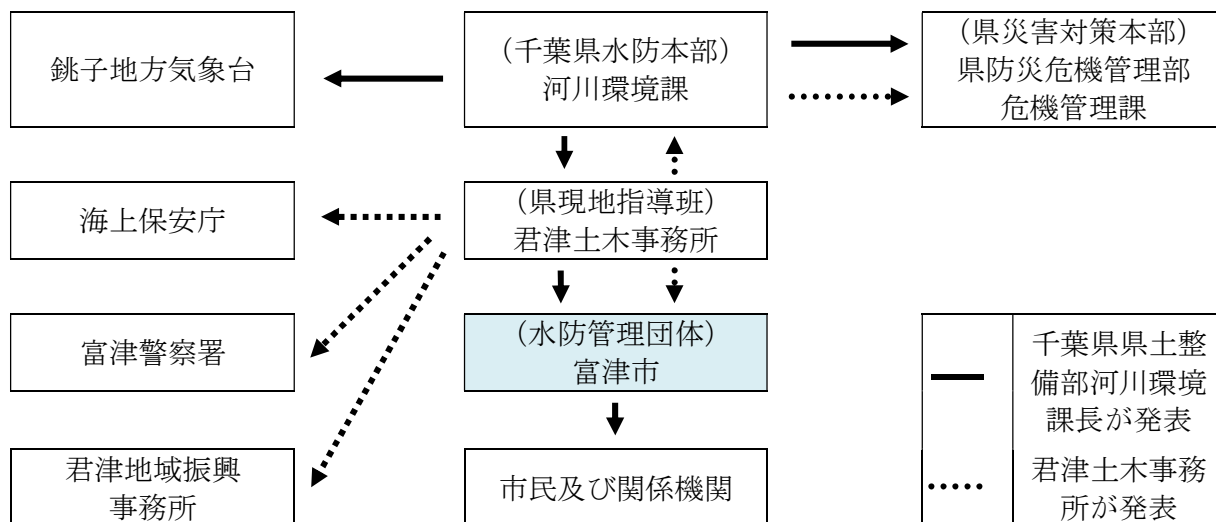 銚子地方気象台
（千葉県水防本部）
河川環境課
（県災害対策本部）
県防災危機管理部
危機管理課
海上保安庁
（県現地指導班）
君津土木事務所
富津警察署
（水防管理団体）
富津市
千葉県県土整
備部河川環境
課長が発表
君津地域振興
事務所
市民及び関係機関
君津土木事務
所が発表